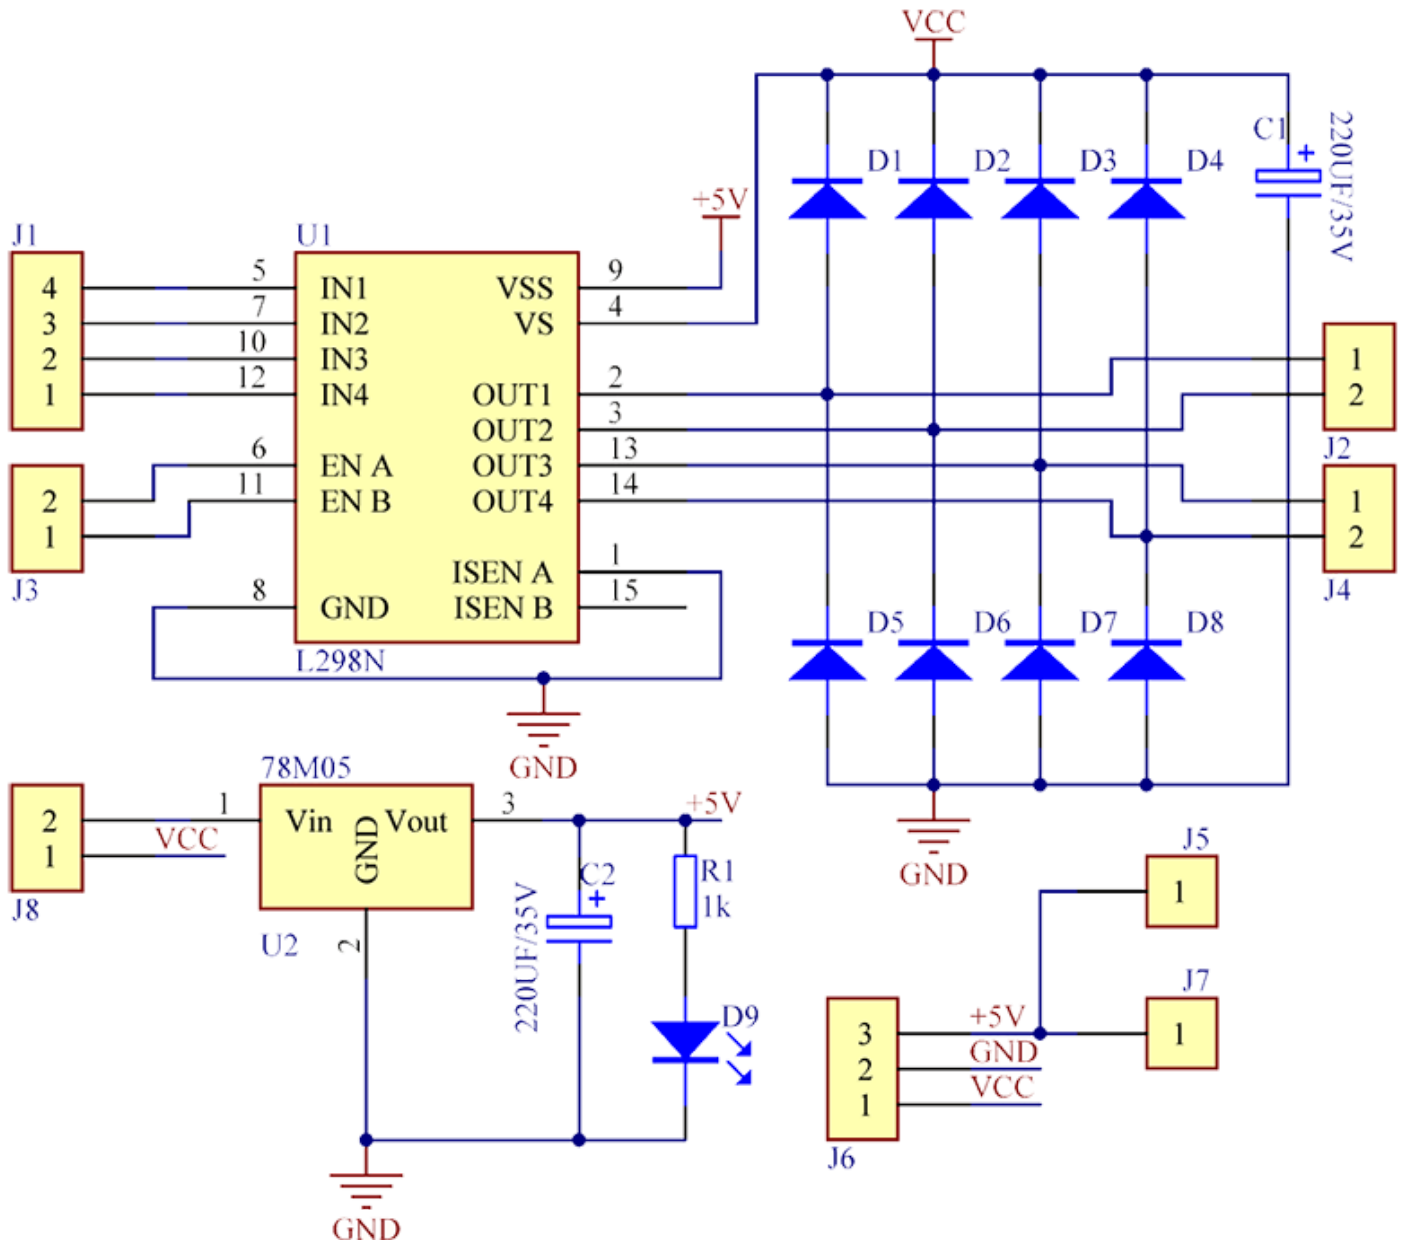 VCC
C1
+
220UF/35V
D1
D2
D3
D4
+5V
J1
4
3
2
1
5
7
10
12
U1
IN1
IN2
IN3
IN4
EN A
EN B
GND
VSS
VS
OUT1
OUT2
OUT3
OUT4
ISEN A
ISEN B
L298N
9
4
2
3
13
14
1
15
6
11
8
2
1
J3
1
2
J2
1
2
J4
D5
D6
D7
D8
GND
GND
78M05
2
1
J8
VCC
1
Vin
GND
Vout
3
2
U2
+5V
C2
+
220UF/35V
R1
1k
D9
GND
J5
1
J7
1
3
2
1
J6
+5V
GND
VCC